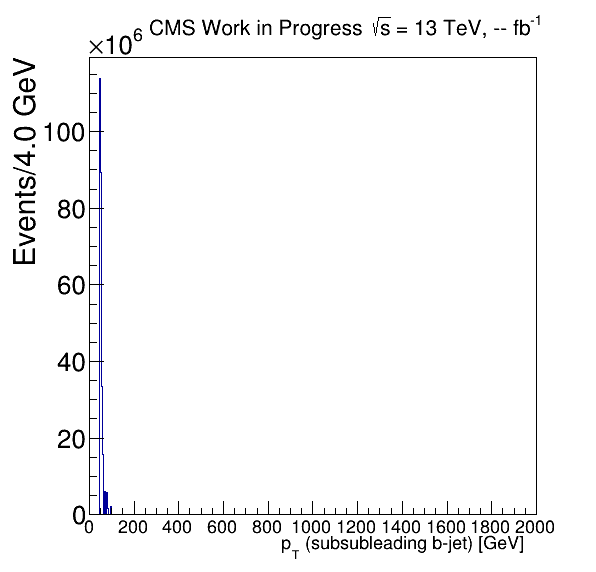 ×10⁶ CMS Work in Progress √s = 13 TeV, -- fb⁻¹
Events/4.0 GeV
100
80
60
40
20
0
0 200 400 600 800 1000 1200 1400 1600 1800 2000
p_T (subsubleading b-jet) [GeV]